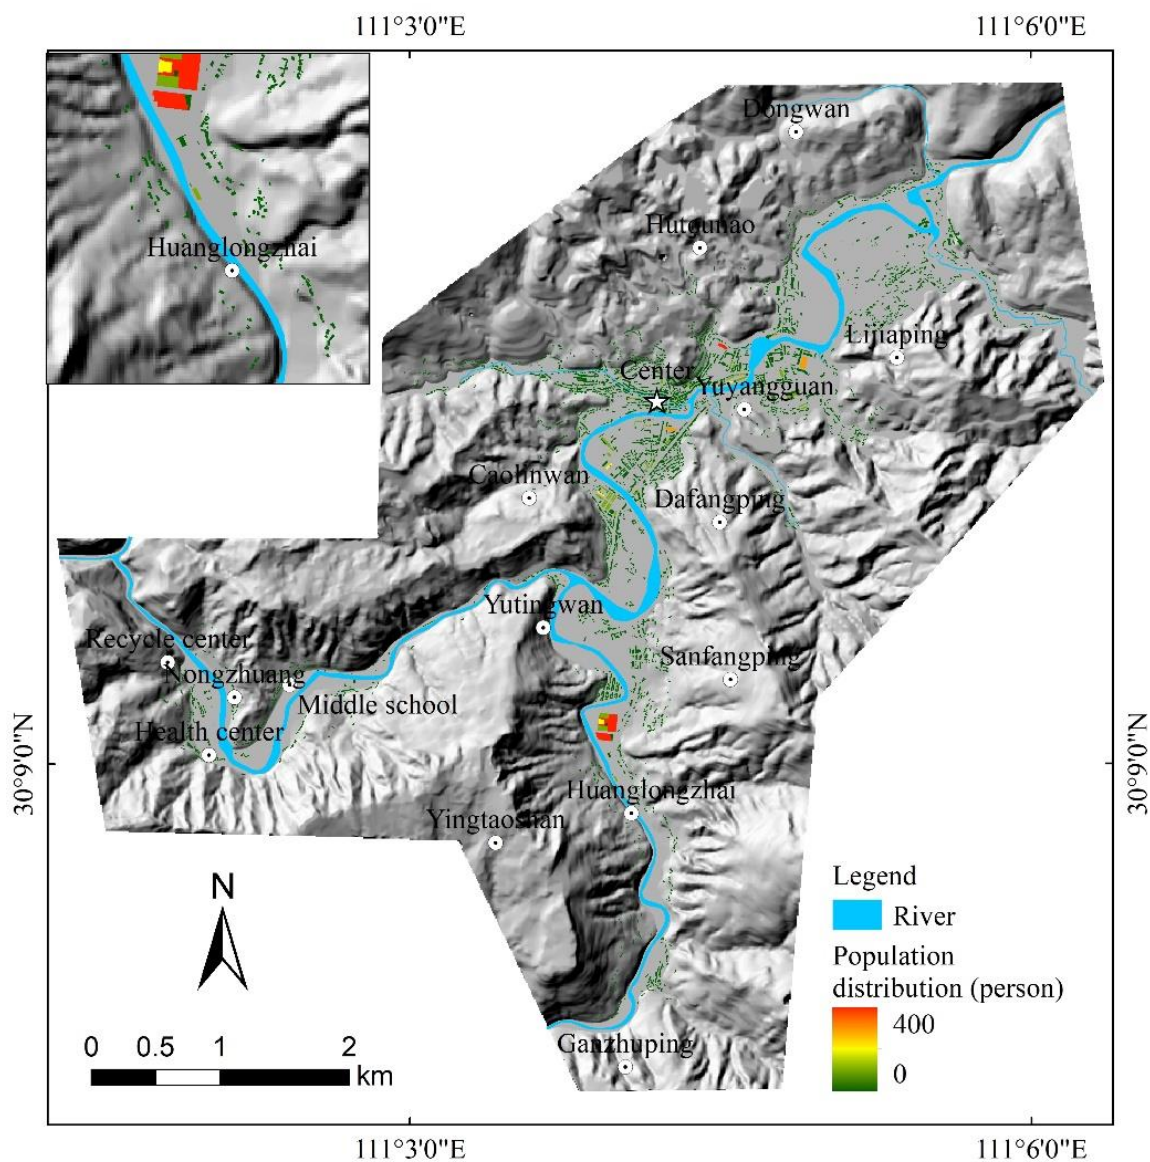 111°3'0"E
111°6'0"E
Huanglongzhai
Dongwan
Hutounao
Lijiaping
Center
Yuyangguan
Caolinwan
Dafangping
Yutingwan
Recycle center
Nongzhuang
Sanfangping
Middle school
Health center
30°9'0"N
30°9'0"N
Huanglongzhai
Yingtaoshan
N
Legend
River
Population
distribution (person)
400
0
0 0.5 1 2
km
Ganzhuping
111°3'0"E
111°6'0"E